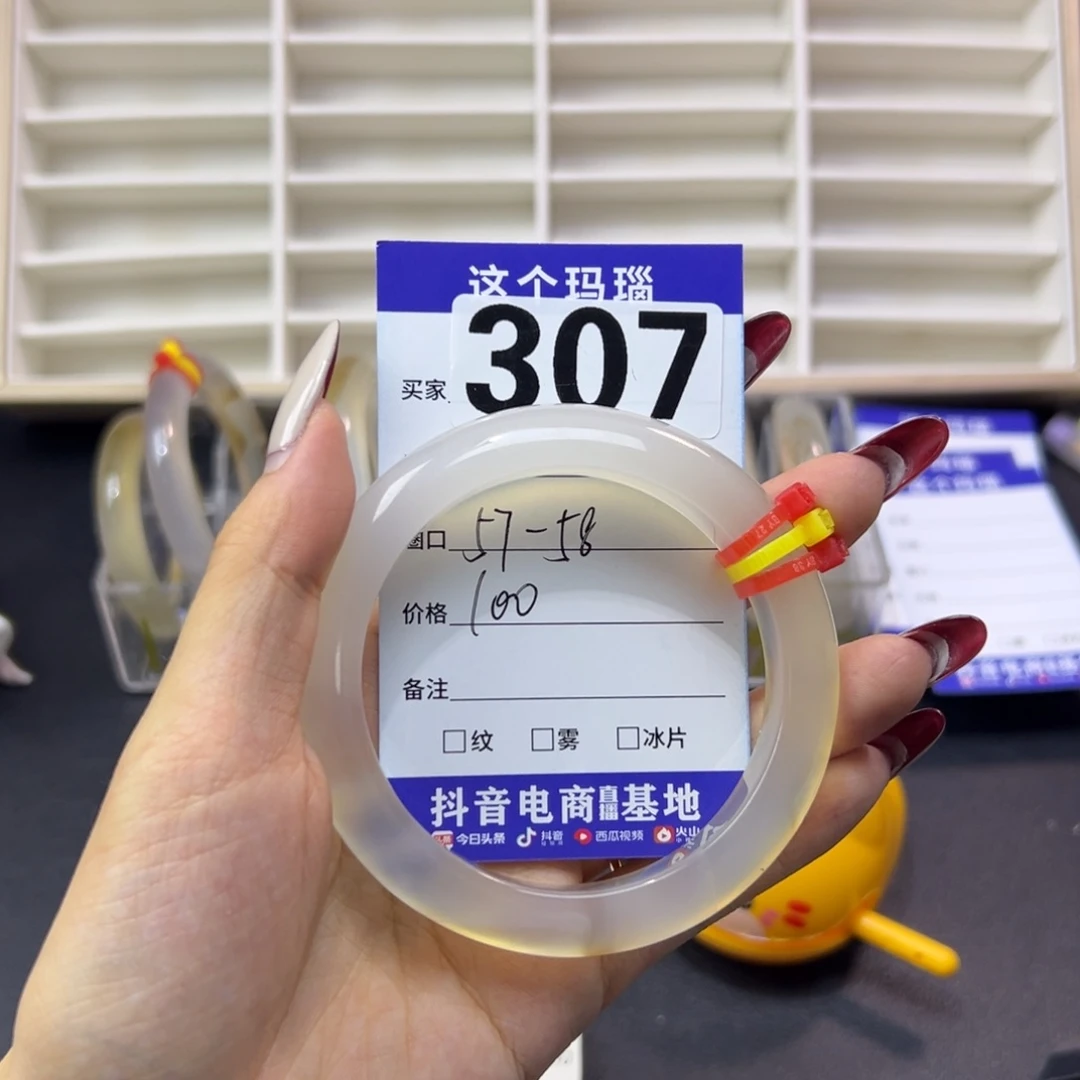 这个玛瑙
307
买家
圈口 57-58
价格 100
备注
纹 雾 冰片
抖音电商直播基地
今日头条 抖音 西瓜视频 火山